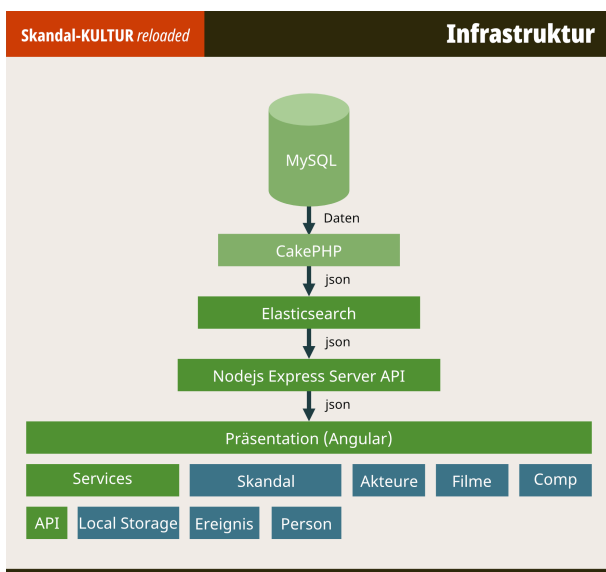 Skandal-KULTUR reloaded
Infrastruktur
MySQL
Daten
CakePHP
json
Elasticsearch
json
Nodejs Express Server API
json
Präsentation (Angular)
Services
Skandal
Akteure
Filme
Comp
API
Local Storage
Ereignis
Person